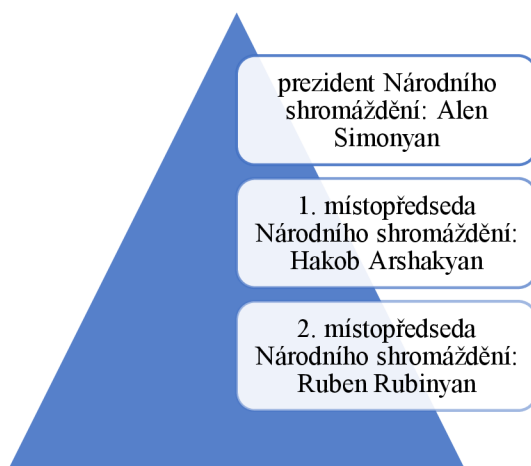 prezident Národního
shromáždění: Alen
Simonyan
1. místopředseda
Národního shromáždění:
Hakob Arshakyan
2. místopředseda
Národního shromáždění:
Ruben Rubinyan